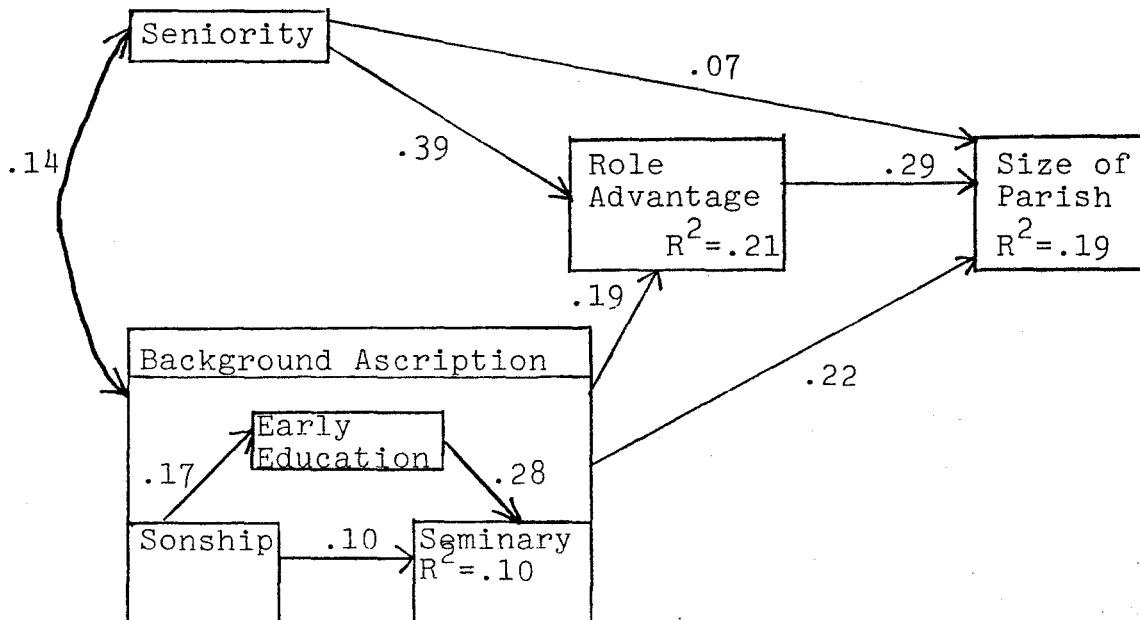 Seniority
.07
.14
.39
Role
Advantage
R²=.21
.29
Size of
Parish
R²=.19
.19
Background Ascription
.22
Early
Education
.17
.28
Sonship
.10
Seminary
R²=.10